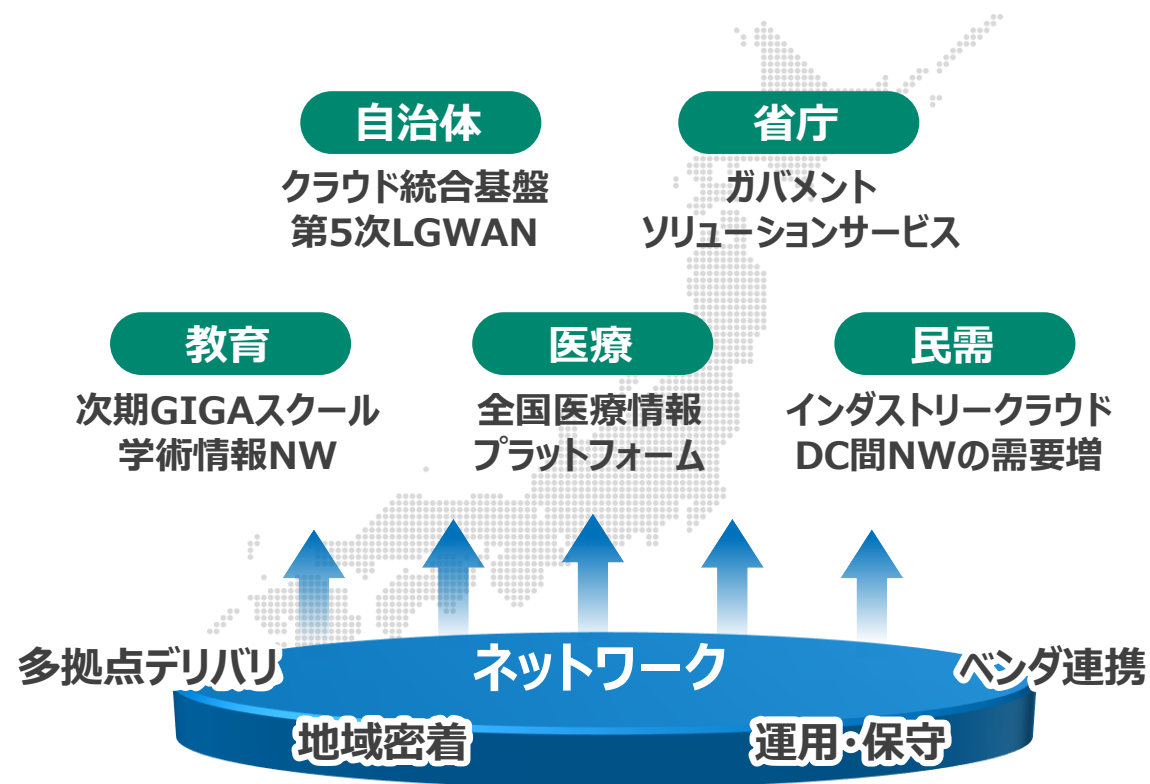 自治体
クラウド統合基盤
第5次LGWAN
省庁
ガバメント
ソリューションサービス
教育
次期GIGAスクール
学術情報NW
医療
全国医療情報
プラットフォーム
民需
インダストリークラウド
DC間NWの需要増
多拠点デリバリ
ネットワーク
ベンダ連携
地域密着
運用・保守